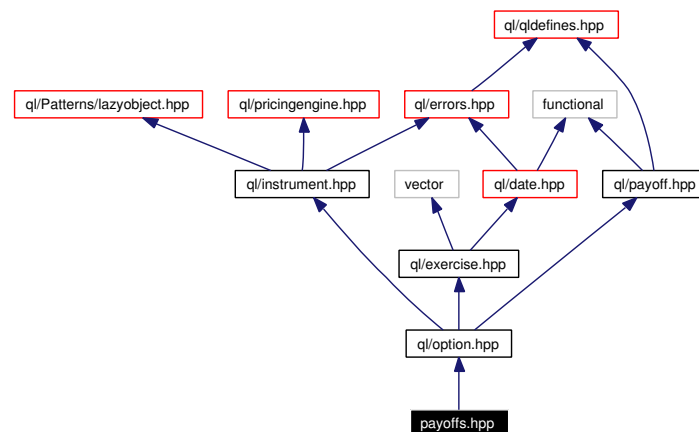 ql/qldefines.hpp
ql/Patterns/lazyobject.hpp
ql/pricingengine.hpp
ql/errors.hpp
functional
ql/instrument.hpp
vector
ql/date.hpp
ql/payoff.hpp
ql/exercise.hpp
ql/option.hpp
payoffs.hpp